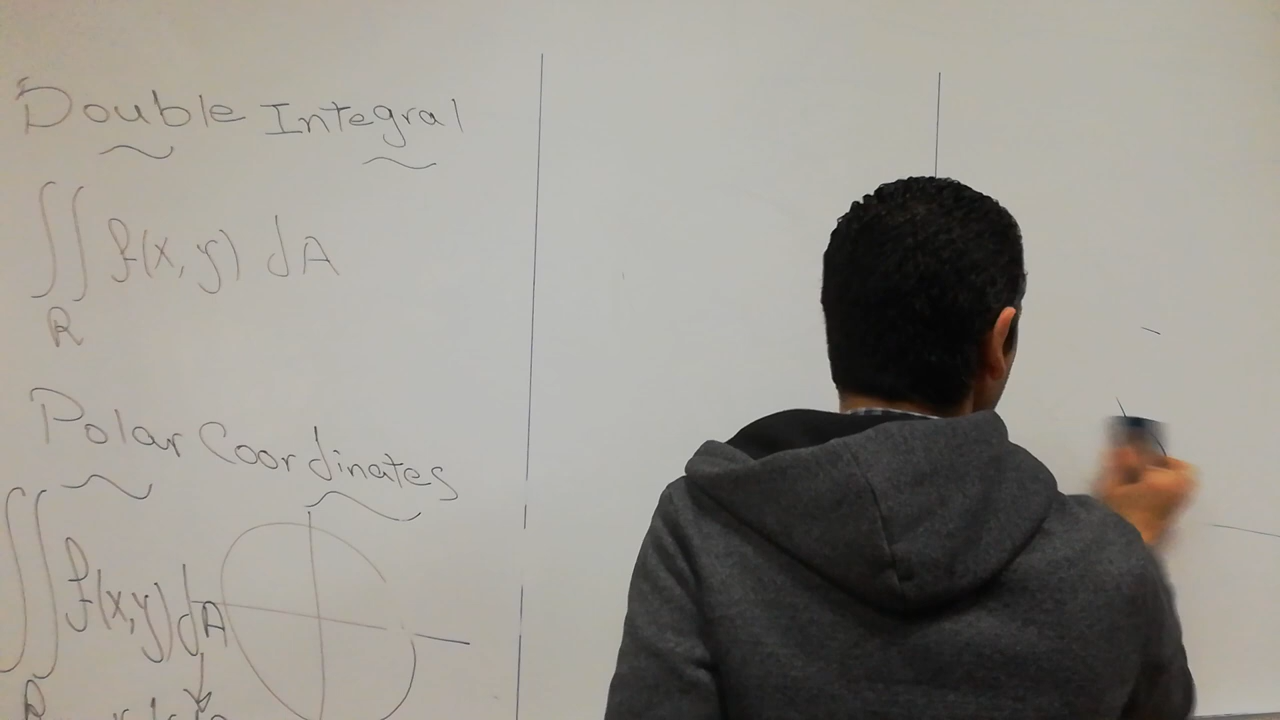 Double Integral
∬ f(x, y) dA
R
Polar Coordinates
∬ f(x,y) dA
R